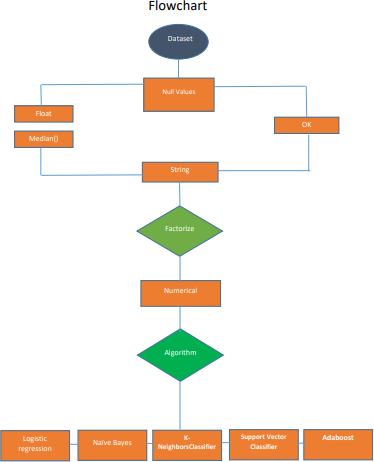 Flowchart
Dataset
Null Values
Float
Median()
OK
String
Factorize
Numerical
Algorithm
Logistic
regression
Naïve Bayes
K-
NeighborsClassifier
Support Vector
Classifier
Adaboost